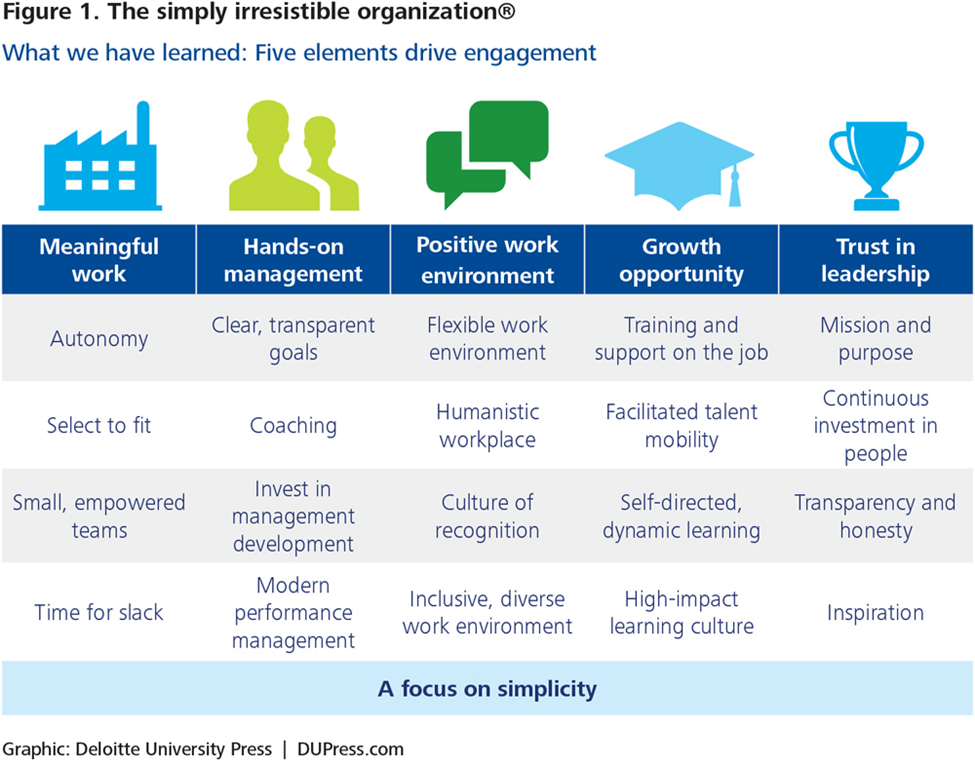 Figure 1. The simply irresistible organization®
What we have learned: Five elements drive engagement
Meaningful
work
Hands-on
management
Positive work
environment
Growth
opportunity
Trust in
leadership
Autonomy
Clear, transparent
goals
Flexible work
environment
Training and
support on the job
Mission and
purpose
Select to fit
Coaching
Humanistic
workplace
Facilitated talent
mobility
Continuous
investment in
people
Small, empowered
teams
Invest in
management
development
Culture of
recognition
Self-directed,
dynamic learning
Transparency and
honesty
Time for slack
Modern
performance
management
Inclusive, diverse
work environment
High-impact
learning culture
Inspiration
A focus on simplicity
Graphic: Deloitte University Press | DUPress.com